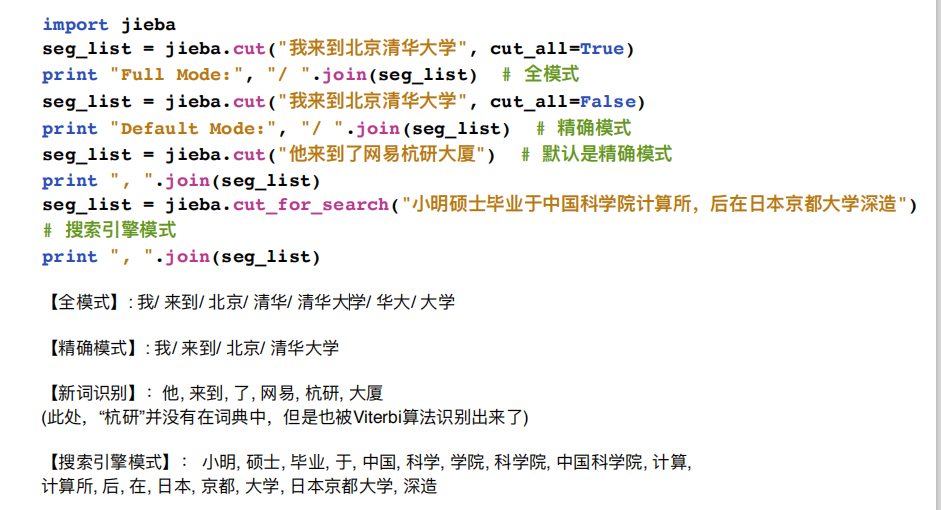 import jieba
seg_list = jieba.cut("我来到北京清华大学", cut_all=True)
print "Full Mode:", "/ ".join(seg_list)  # 全模式
seg_list = jieba.cut("我来到北京清华大学", cut_all=False)
print "Default Mode:", "/ ".join(seg_list)  # 精确模式
seg_list = jieba.cut("他来到了网易杭研大厦")  # 默认是精确模式
print ", ".join(seg_list)
seg_list = jieba.cut_for_search("小明硕士毕业于中国科学院计算所，后在日本京都大学深造")
# 搜索引擎模式
print ", ".join(seg_list)
【全模式】: 我/ 来到/ 北京/ 清华/ 清华大学/ 华大/ 大学
【精确模式】: 我/ 来到/ 北京/ 清华大学
【新词识别】：他, 来到, 了, 网易, 杭研, 大厦
(此处，“杭研”并没有在词典中，但是也被Viterbi算法识别出来了)
【搜索引擎模式】： 小明, 硕士, 毕业, 于, 中国, 科学, 学院, 科学院, 中国科学院, 计算,
计算所, 后, 在, 日本, 京都, 大学, 日本京都大学, 深造